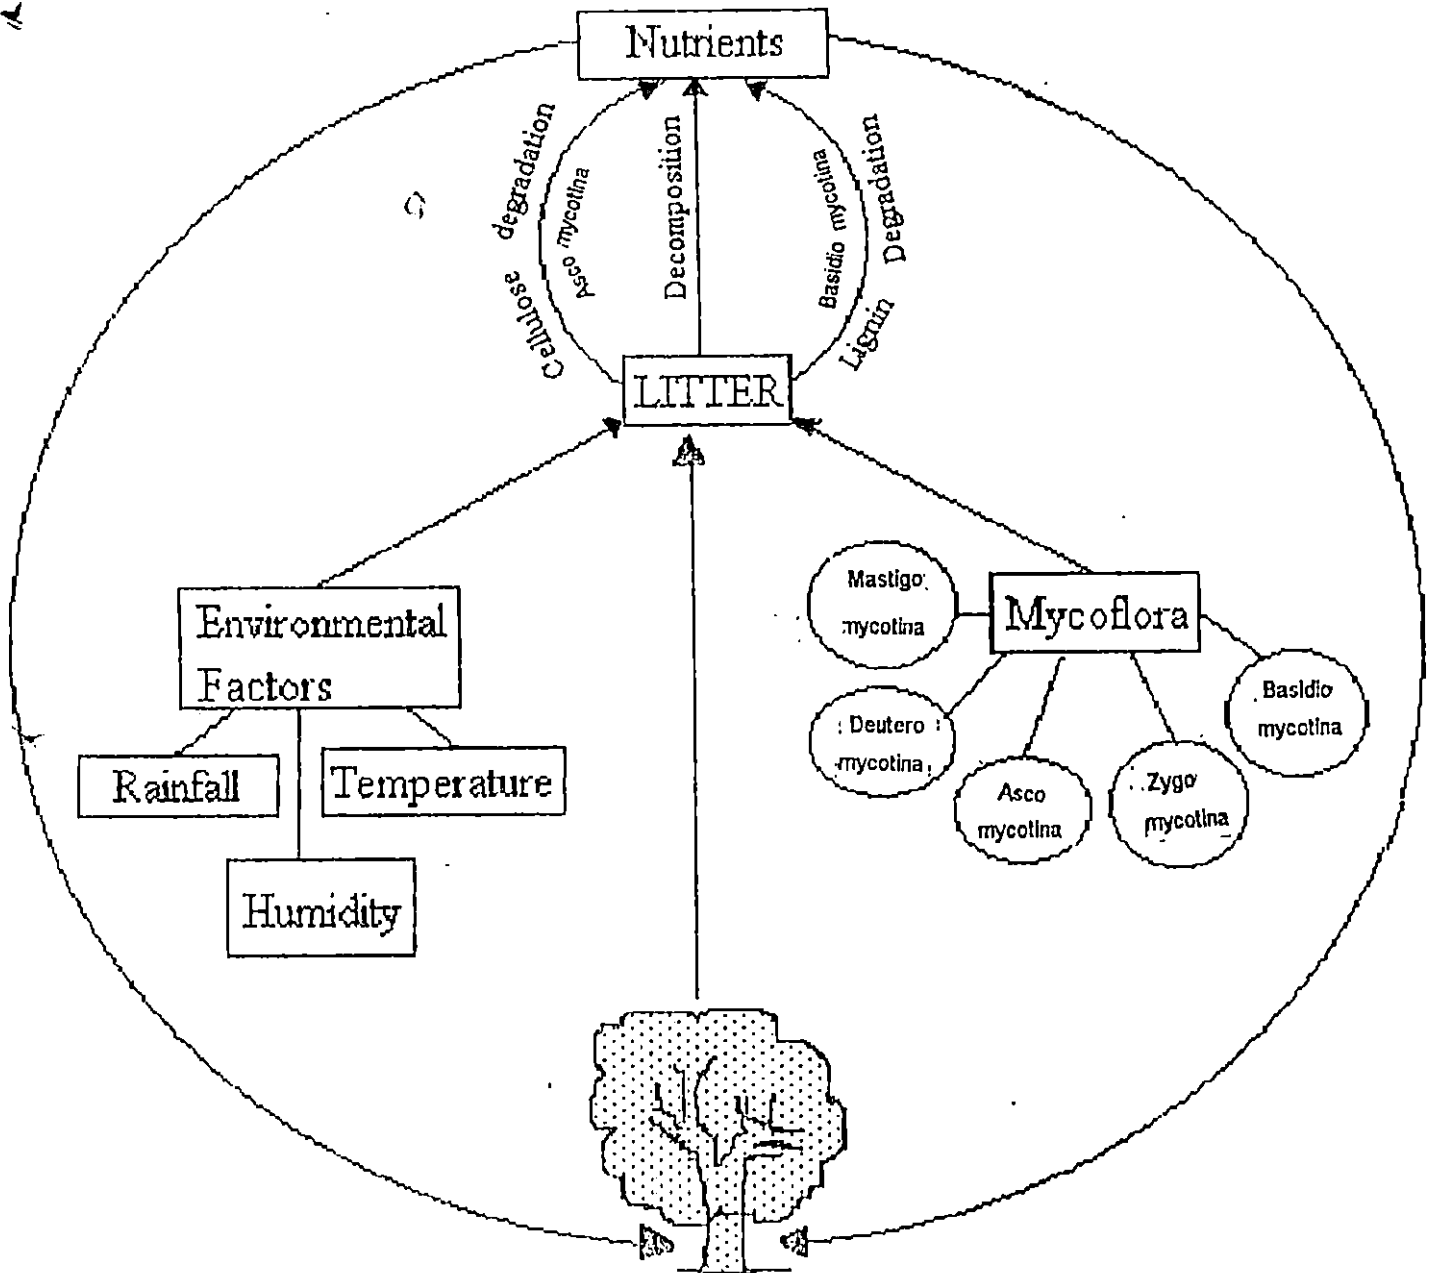 Nutrients
Cellulose degradation
Asco mycotina
Decomposition
Basidio mycotina
Lignin Degradation
LITTER
Environmental
Factors
Rainfall
Temperature
Humidity
Mycoflora
Mastigo
mycotina
Deutero
mycotina
Asco
mycotina
Zygo
mycotina
Basidio
mycotina